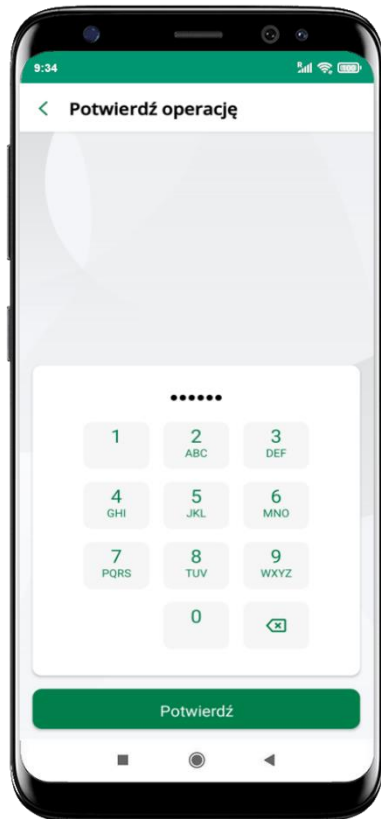 9:34
Potwierdź operację
••••••
1
2
ABC
3
DEF
4
GHI
5
JKL
6
MNO
7
PQRS
8
TUV
9
WXYZ
0
Potwierdź